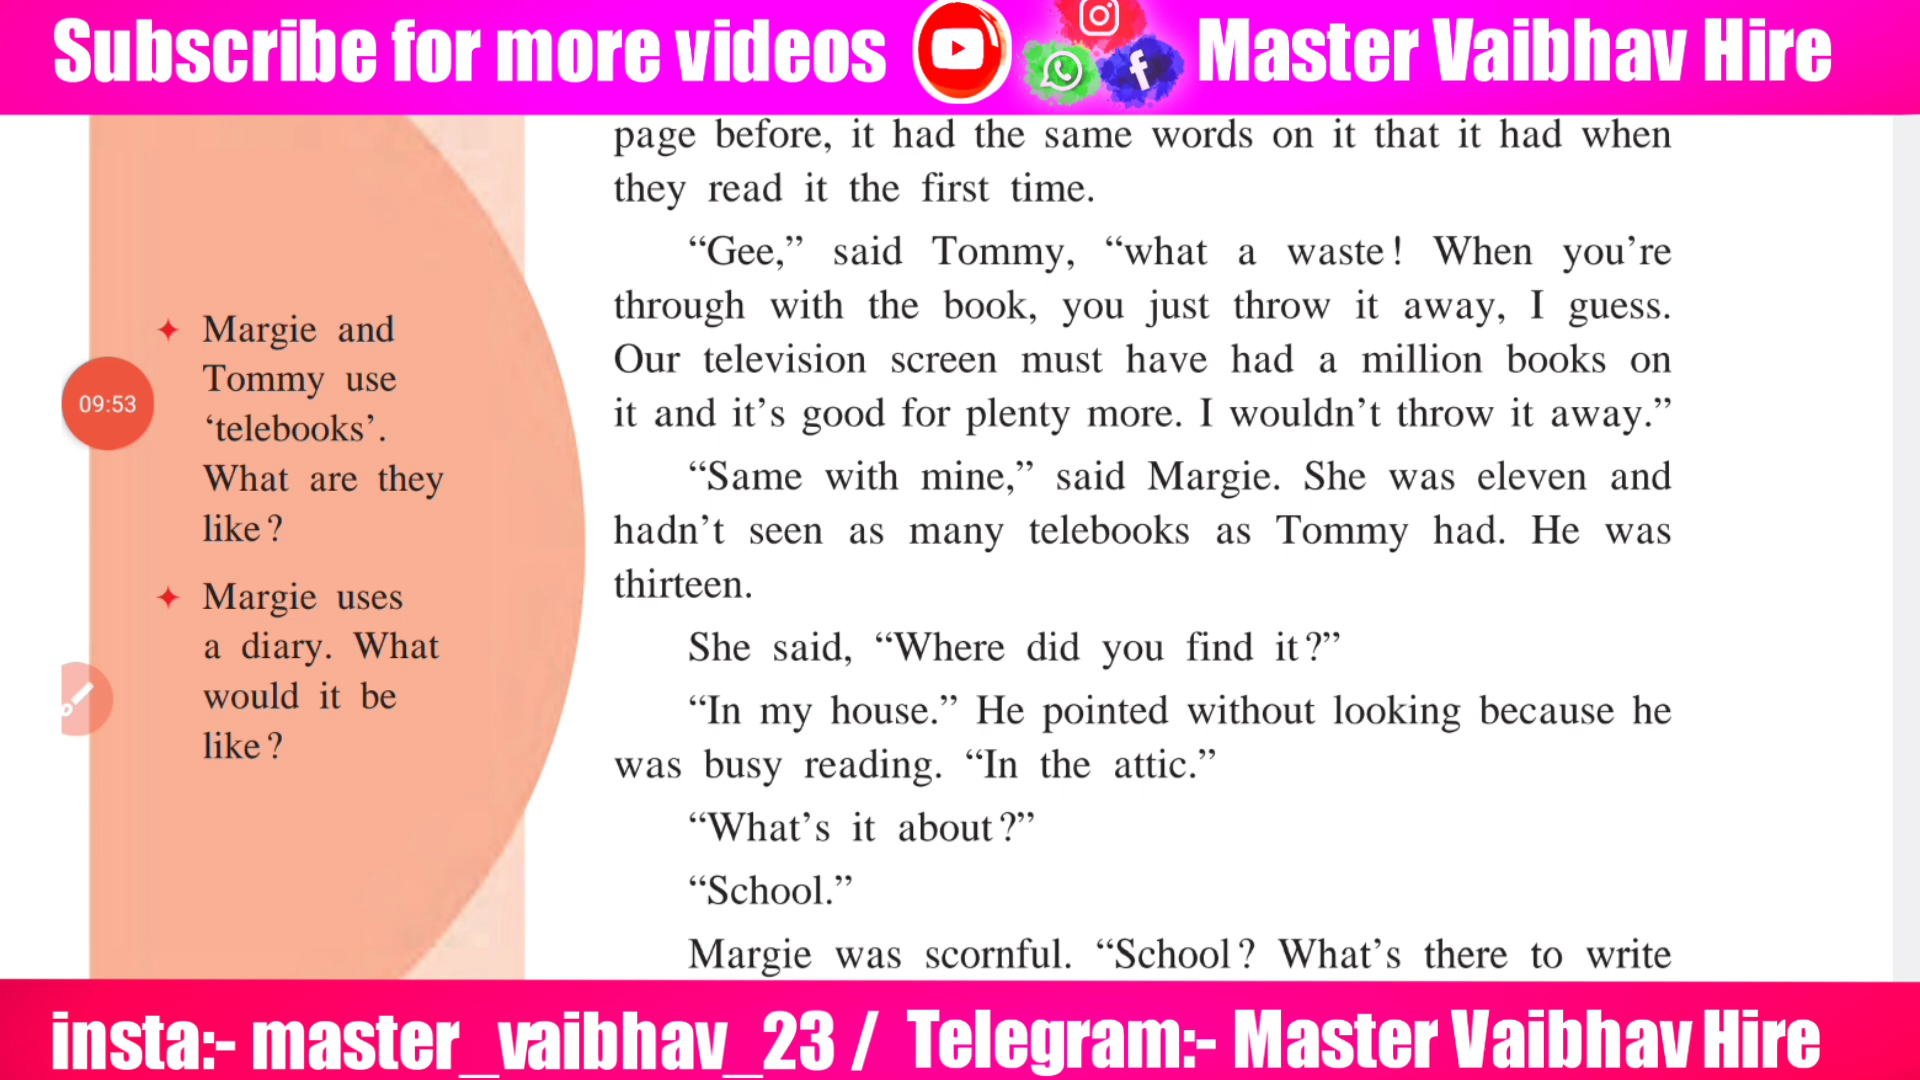 Subscribe for more videos Master Vaibhav Hire
page before, it had the same words on it that it had when
they read it the first time.
“Gee,” said Tommy, “what a waste! When you’re
through with the book, you just throw it away, I guess.
Our television screen must have had a million books on
it and it’s good for plenty more. I wouldn’t throw it away.”
“Same with mine,” said Margie. She was eleven and
hadn’t seen as many telebooks as Tommy had. He was
thirteen.
She said, “Where did you find it?”
“In my house.” He pointed without looking because he
was busy reading. “In the attic.”
“What’s it about?”
“School.”
Margie was scornful. “School? What’s there to write
Margie and
Tommy use
‘telebooks’.
What are they
like?
Margie uses
a diary. What
would it be
like?
09:53
insta:- master_vaibhav_23 / Telegram:- Master Vaibhav Hire